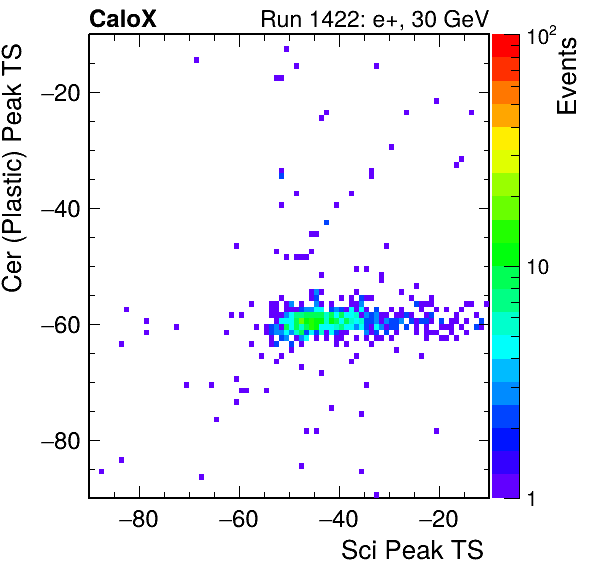 CaloX Run 1422: e+, 30 GeV
Cer (Plastic) Peak TS
−20
−40
−60
−80
−80 −60 −40 −20
Sci Peak TS
10²
10
1
Events